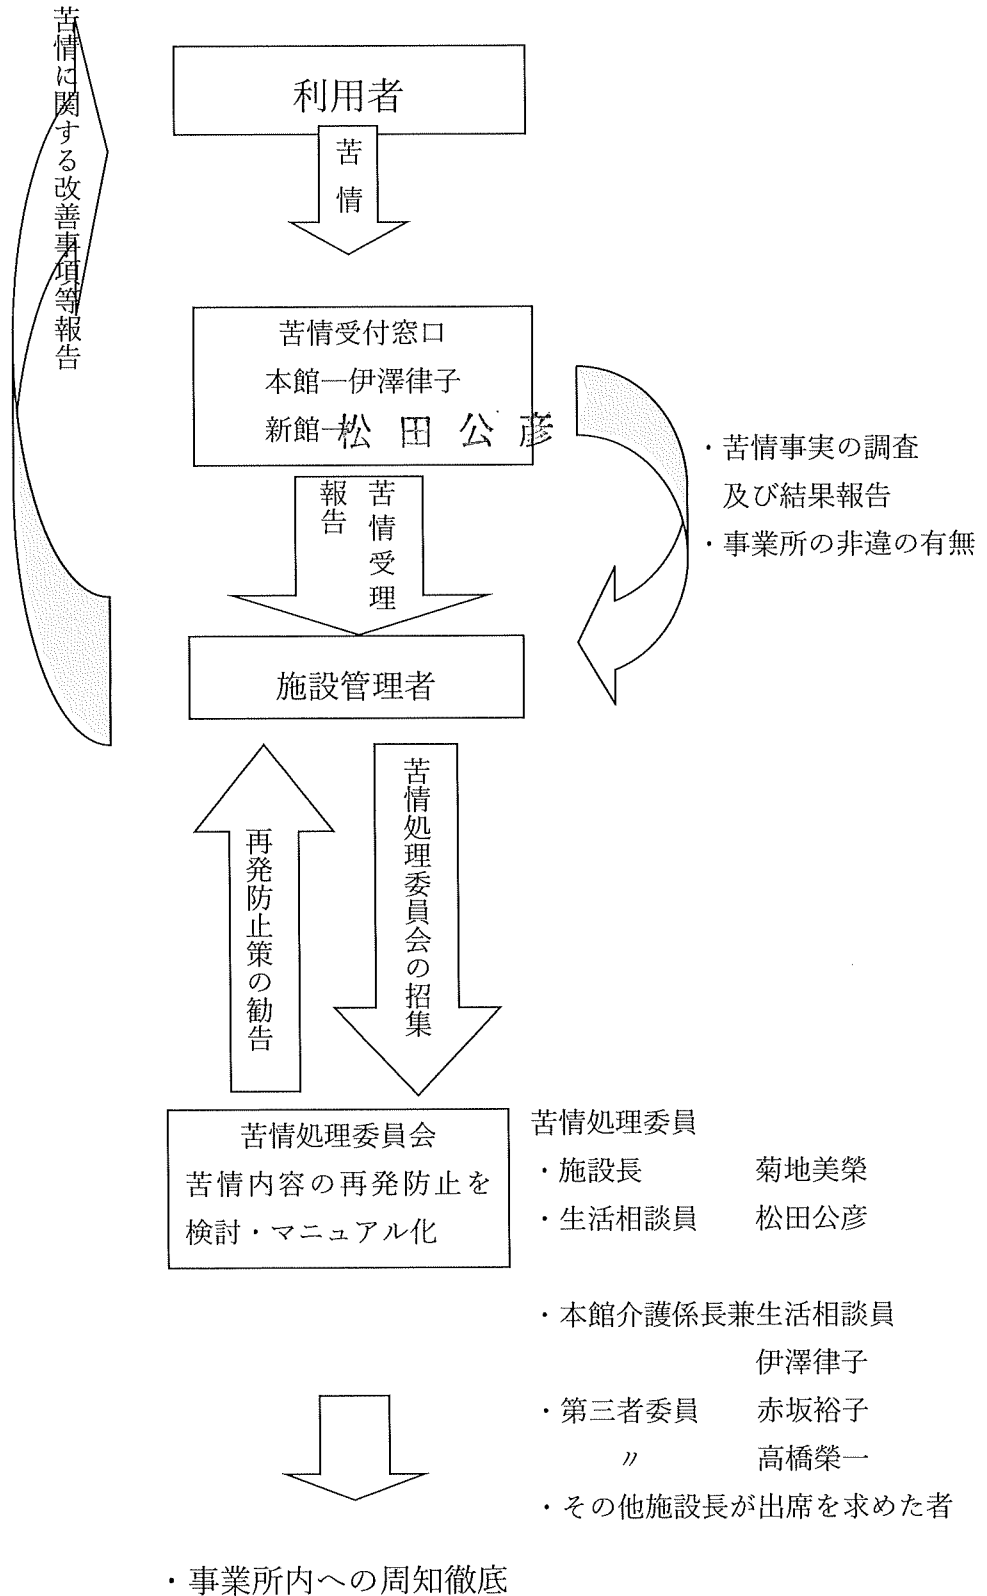 苦情に関する改善事項等報告
利用者
苦情
苦情受付窓口
本館―伊澤律子
新館―松田公彦
・苦情事実の調査
及び結果報告
・事業所の非違の有無
苦情受理
報告
施設管理者
再発防止策の勧告
苦情処理委員会の招集
苦情処理委員会
苦情内容の再発防止を
検討・マニュアル化
苦情処理委員
・施設長 菊地美榮
・生活相談員 松田公彦
・本館介護係長兼生活相談員
伊澤律子
・第三者委員 赤坂裕子
〃 高橋榮一
・その他施設長が出席を求めた者
・事業所内への周知徹底